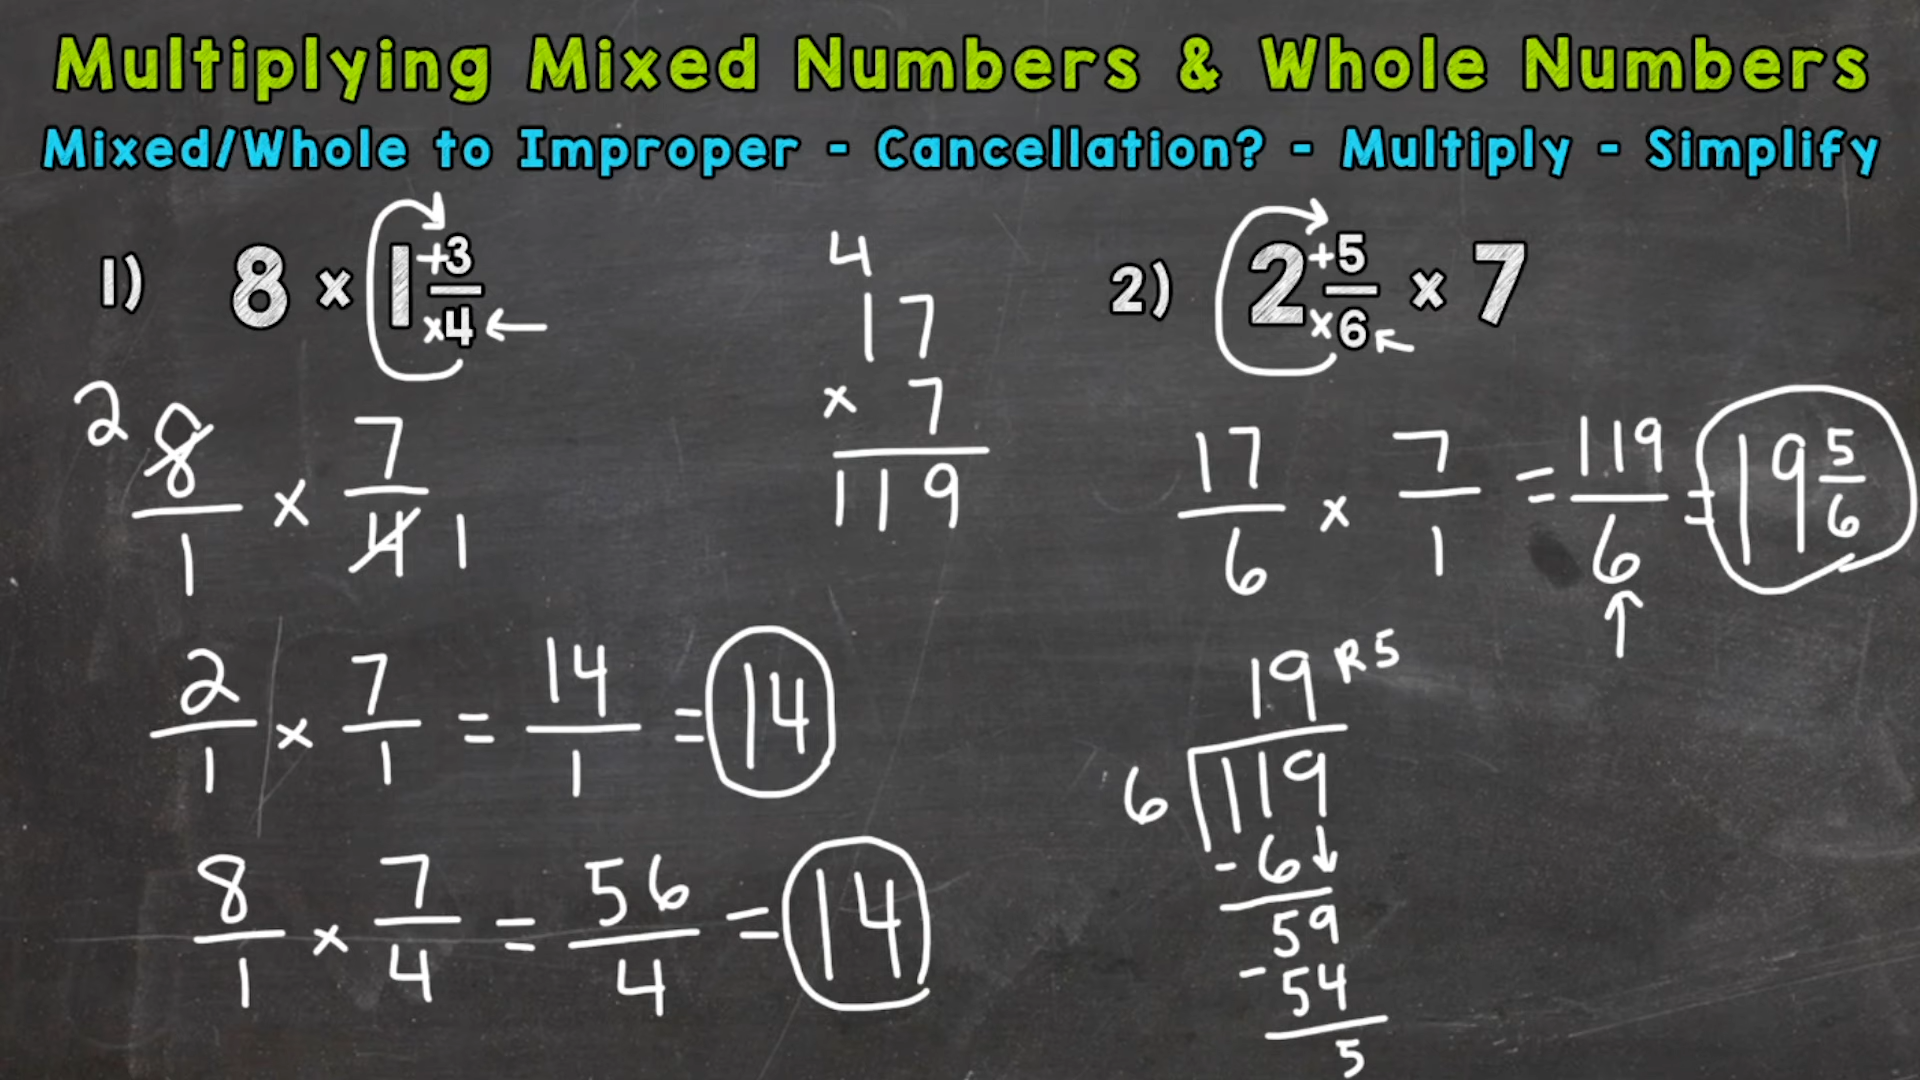 Multiplying Mixed Numbers & Whole Numbers
Mixed/Whole to Improper - Cancellation? - Multiply - Simplify
1) 8 × 1 +3/×4 ←
2 8/1 × 7/4 1
2/1 × 7/1 = 14/1 = 14
8/1 × 7/4 = 56/4 = 14
4
17
× 7
119
2) 2 +5/×6 × 7
17/6 × 7/1 = 119/6 = 19 5/6
↑
19 R5
6 119
- 6 ↓
59
- 54
5